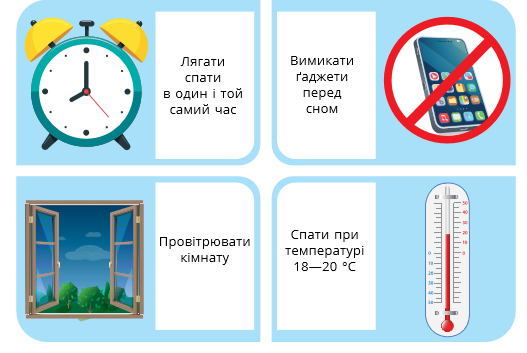 Лягати
спати
в один і той
самий час
Вимикати
ґаджети
перед
сном
Провітрювати
кімнату
Спати при
температурі
18—20 °C